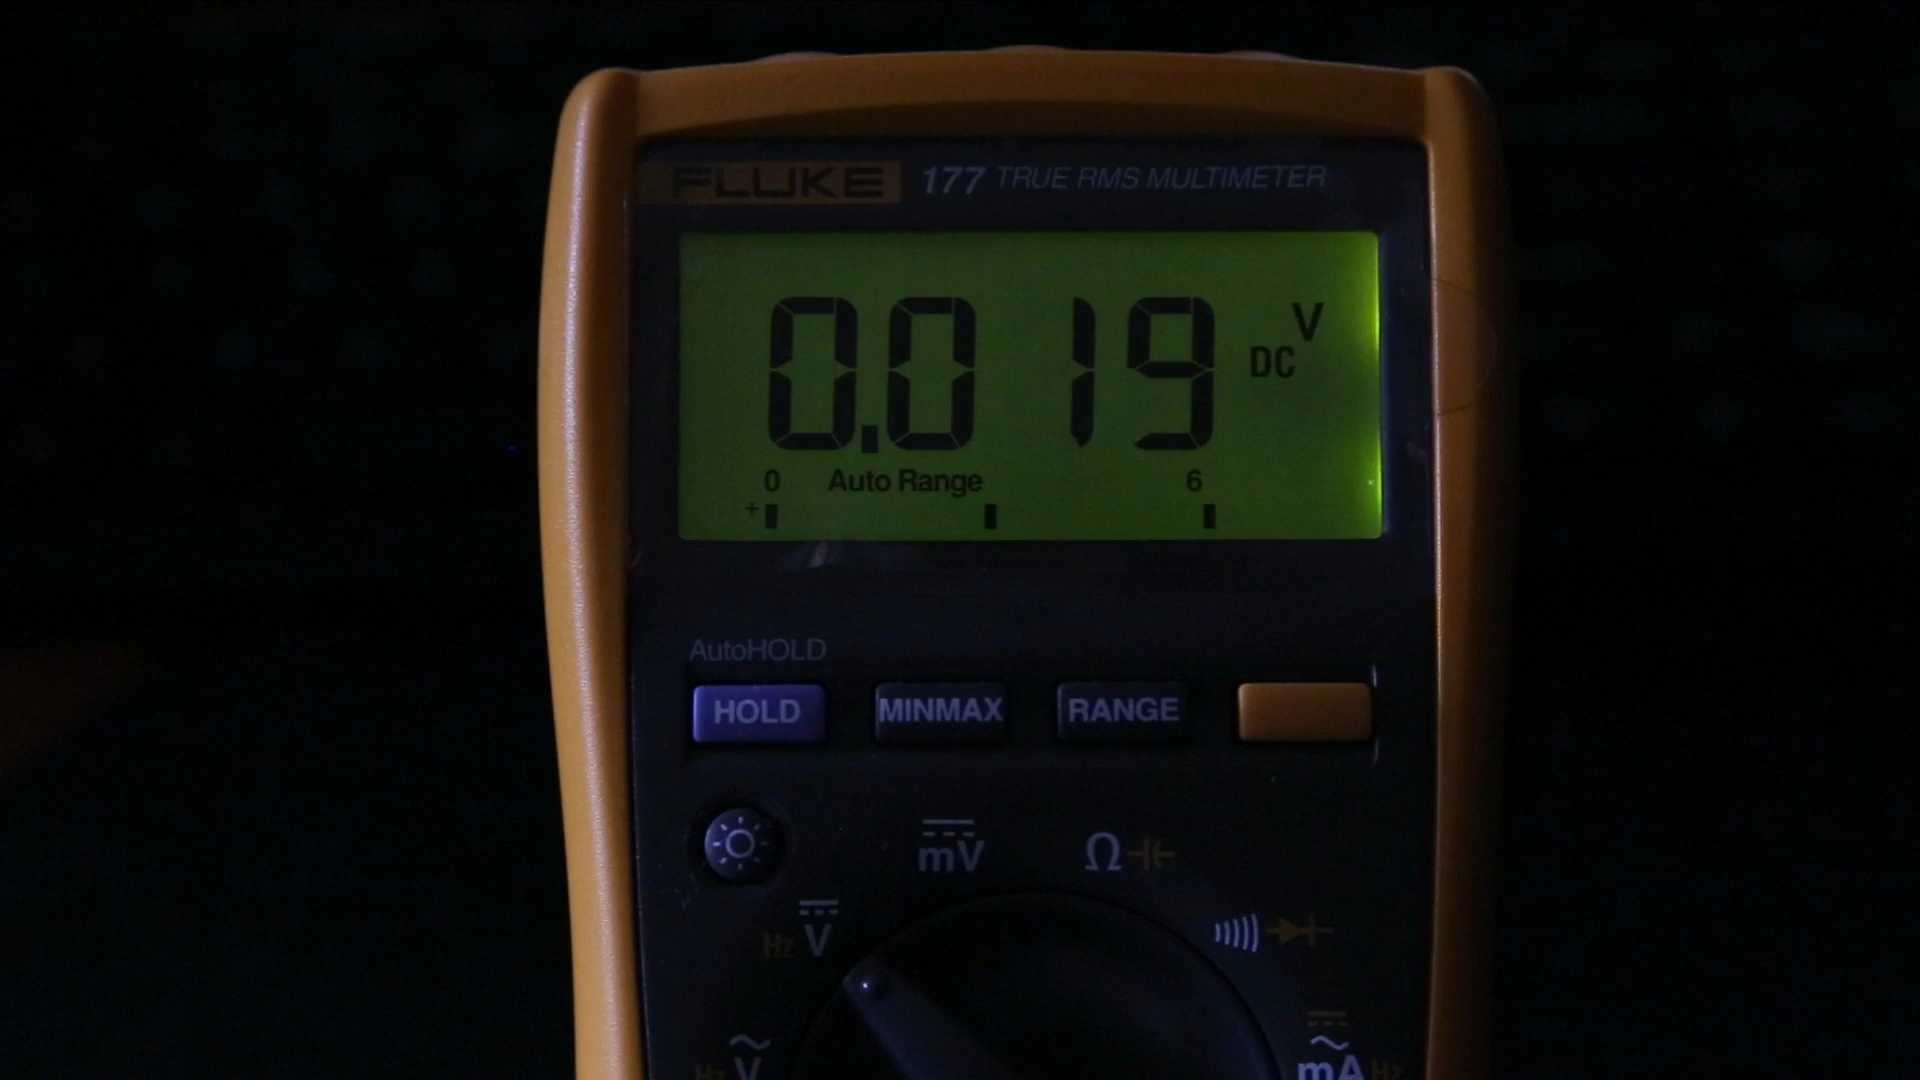 FLUKE 177 TRUE RMS MULTIMETER
0.019 V DC
0 Auto Range 6
+
AutoHOLD
HOLD MINMAX RANGE
mV Ω
Hz V
Hz V mA Hz